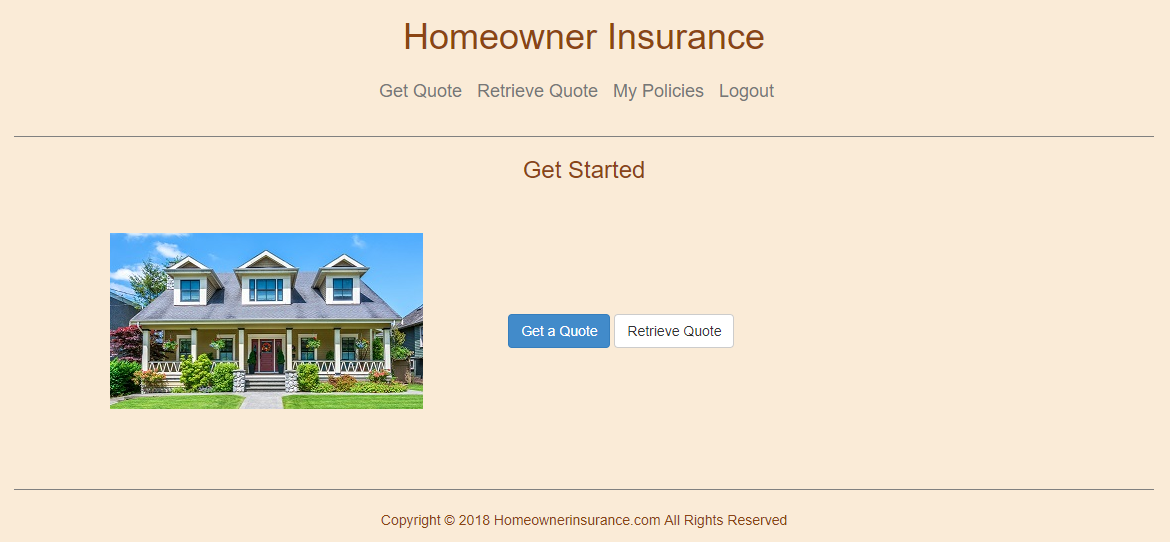 Homeowner Insurance
Get Quote Retrieve Quote My Policies Logout
Get Started
Get a Quote Retrieve Quote
Copyright © 2018 Homeownerinsurance.com All Rights Reserved